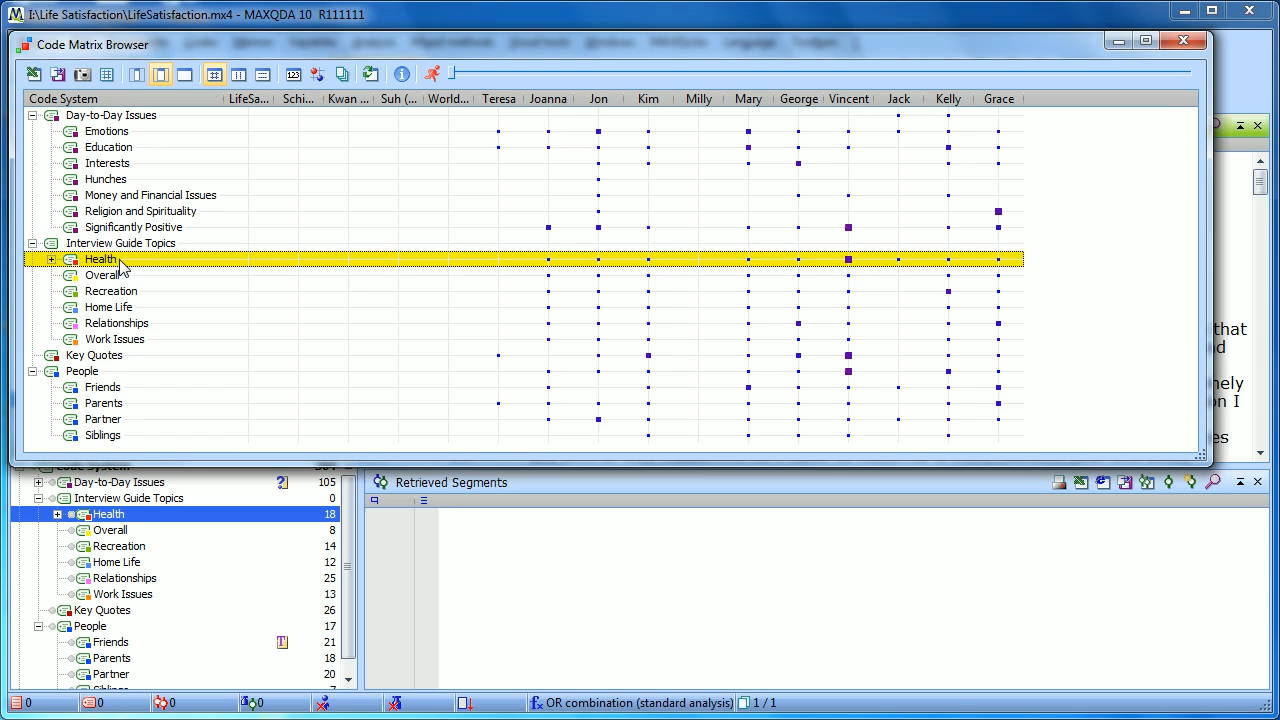 I:\Life Satisfaction\LifeSatisfaction.mx4 - MAXQDA 10 R111111
Code Matrix Browser
123
Code System LifeSa... Schi... Kwan ... Suh (... World... Teresa Joanna Jon Kim Milly Mary George Vincent Jack Kelly Grace
Day-to-Day Issues
Emotions
Education
Interests
Hunches
Money and Financial Issues
Religion and Spirituality
Significantly Positive
Interview Guide Topics
Health
Overall
Recreation
Home Life
Relationships
Work Issues
Key Quotes
People
Friends
Parents
Partner
Siblings
that
nely
n I
es
Day-to-Day Issues 105
Interview Guide Topics 0
Health 18
Overall 8
Recreation 14
Home Life 12
Relationships 25
Work Issues 13
Key Quotes 26
People 17
Friends T 21
Parents 18
Partner 20
Retrieved Segments
0 0 0 0 OR combination (standard analysis) 1 / 1